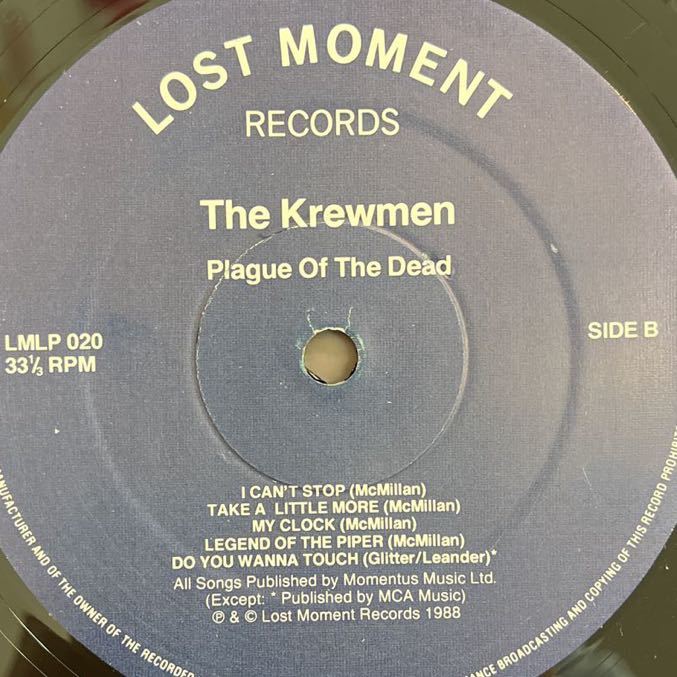 LOST MOMENT
RECORDS
The Krewmen
Plague Of The Dead
LMLP 020
33⅓ RPM
SIDE B
I CAN'T STOP (McMillan)
TAKE A LITTLE MORE (McMillan)
MY CLOCK (McMillan)
LEGEND OF THE PIPER (McMillan)
DO YOU WANNA TOUCH (Glitter/Leander)*
All Songs Published by Momentus Music Ltd.
(Except: * Published by MCA Music)
℗ & © Lost Moment Records 1988
MANUFACTURER AND OF THE OWNER OF THE RECORDED
BROADCASTING AND COPYING OF THIS RECORD